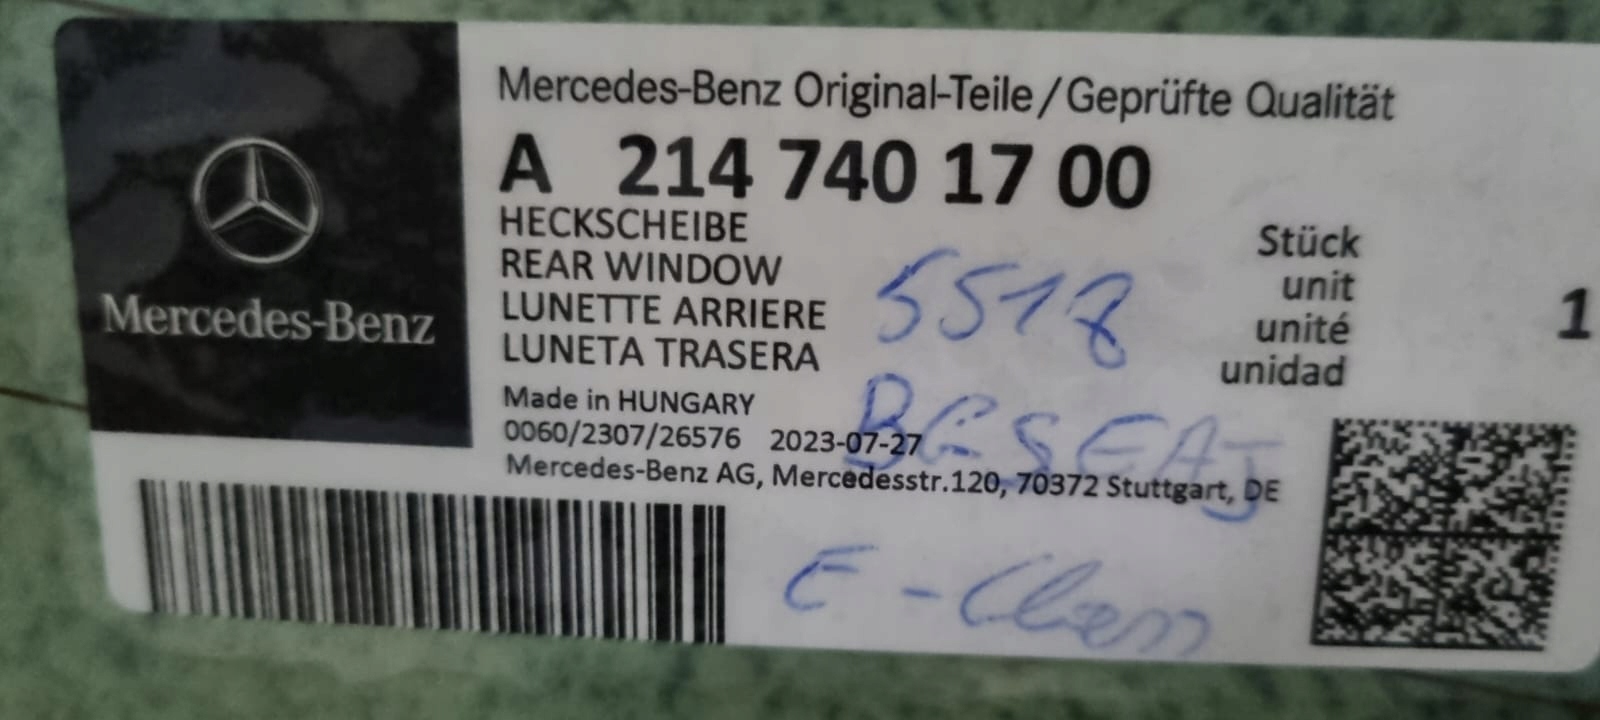 Mercedes-Benz
Mercedes-Benz Original-Teile/Geprüfte Qualität
A 214 740 17 00
HECKSCHEIBE
REAR WINDOW
LUNETTE ARRIERE
LUNETA TRASERA
Stück
unit
unité
unidad
1
5518
Made in HUNGARY
0060/2307/26576 2023-07-27
Mercedes-Benz AG, Mercedesstr.120, 70372 Stuttgart, DE
E-Class